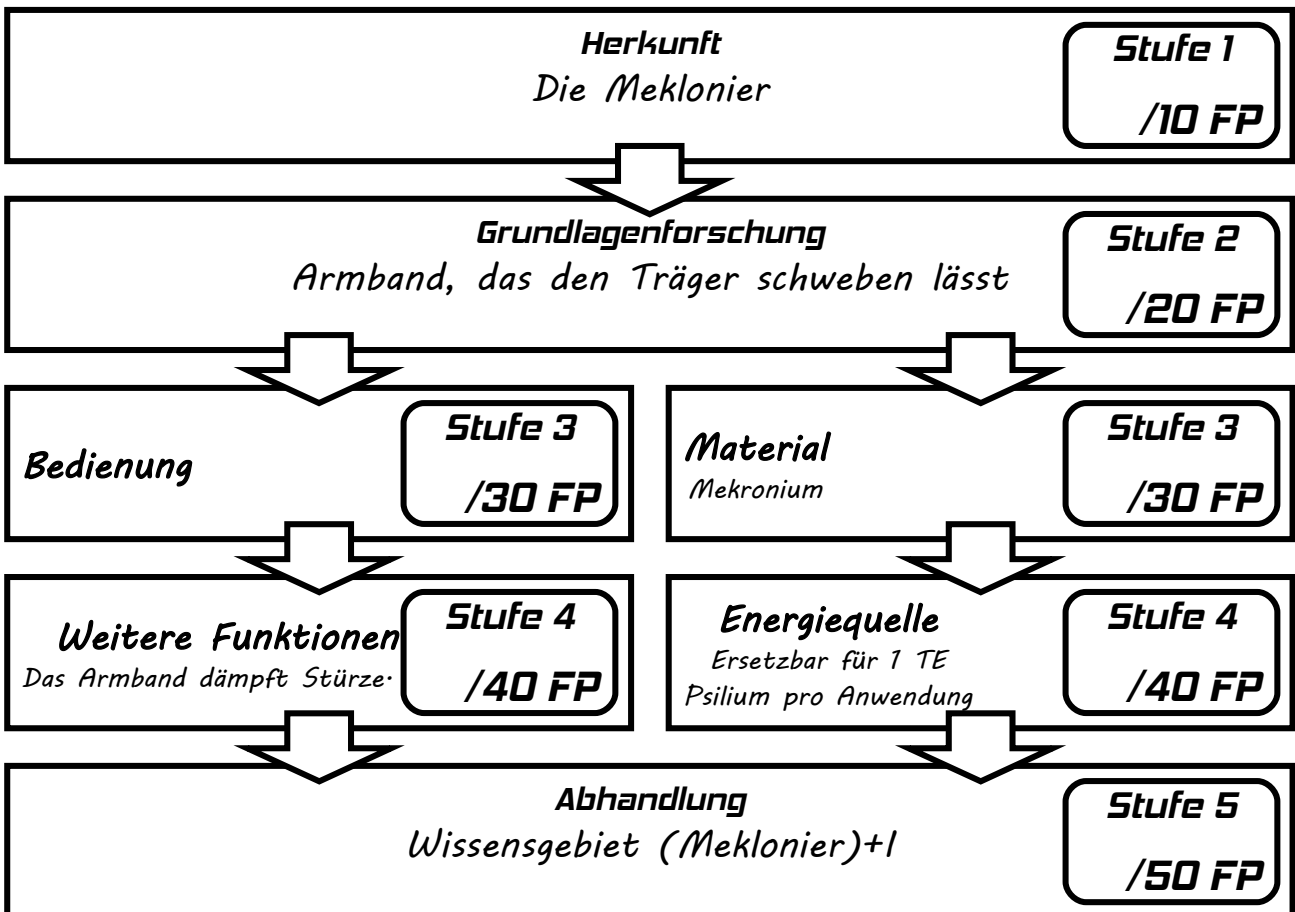 Herkunft
Die Meklonier
Stufe 1
/10 FP
Grundlagenforschung
Armband, das den Träger schweben lässt
Stufe 2
/20 FP
Bedienung
Stufe 3
/30 FP
Material
Mekronium
Stufe 3
/30 FP
Weitere Funktionen
Das Armband dämpft Stürze.
Stufe 4
/40 FP
Energiequelle
Ersetzbar für 1 TE
Psilium pro Anwendung
Stufe 4
/40 FP
Abhandlung
Wissensgebiet (Meklonier)+1
Stufe 5
/50 FP